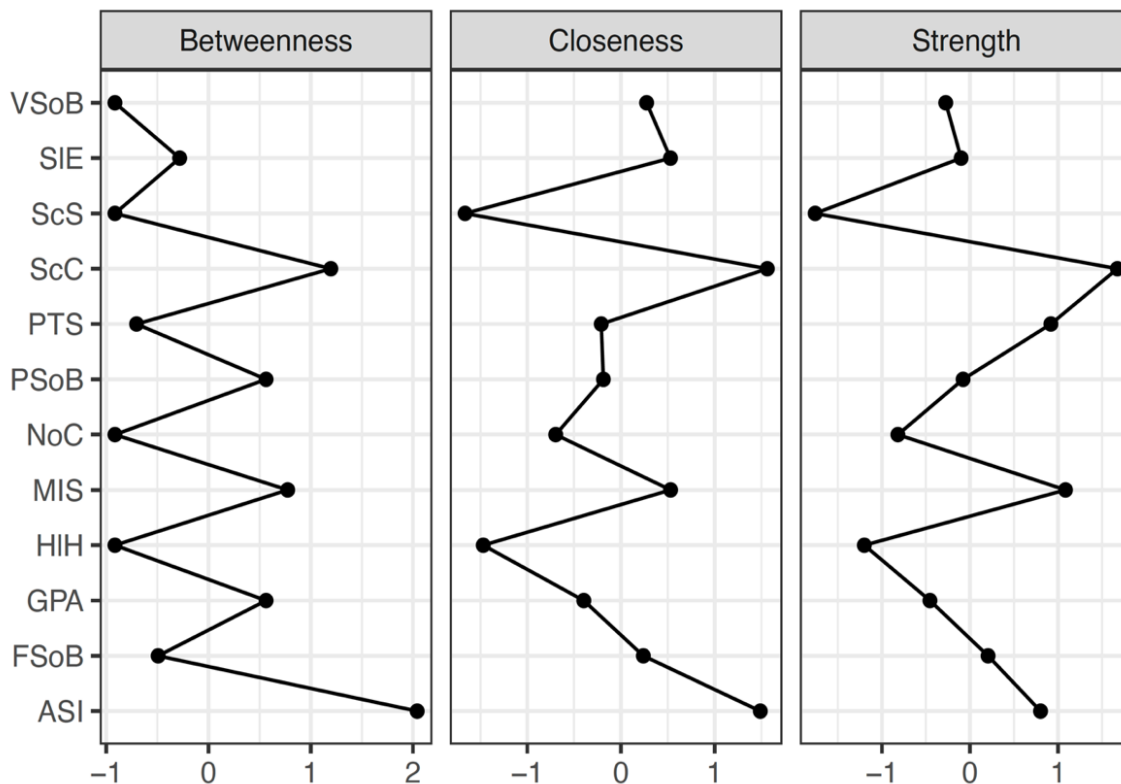 Betweenness Closeness Strength
VSoB
SIE
ScS
ScC
PTS
PSoB
NoC
MIS
HIH
GPA
FSoB
ASI
−1 0 1 2 −1 0 1 −1 0 1